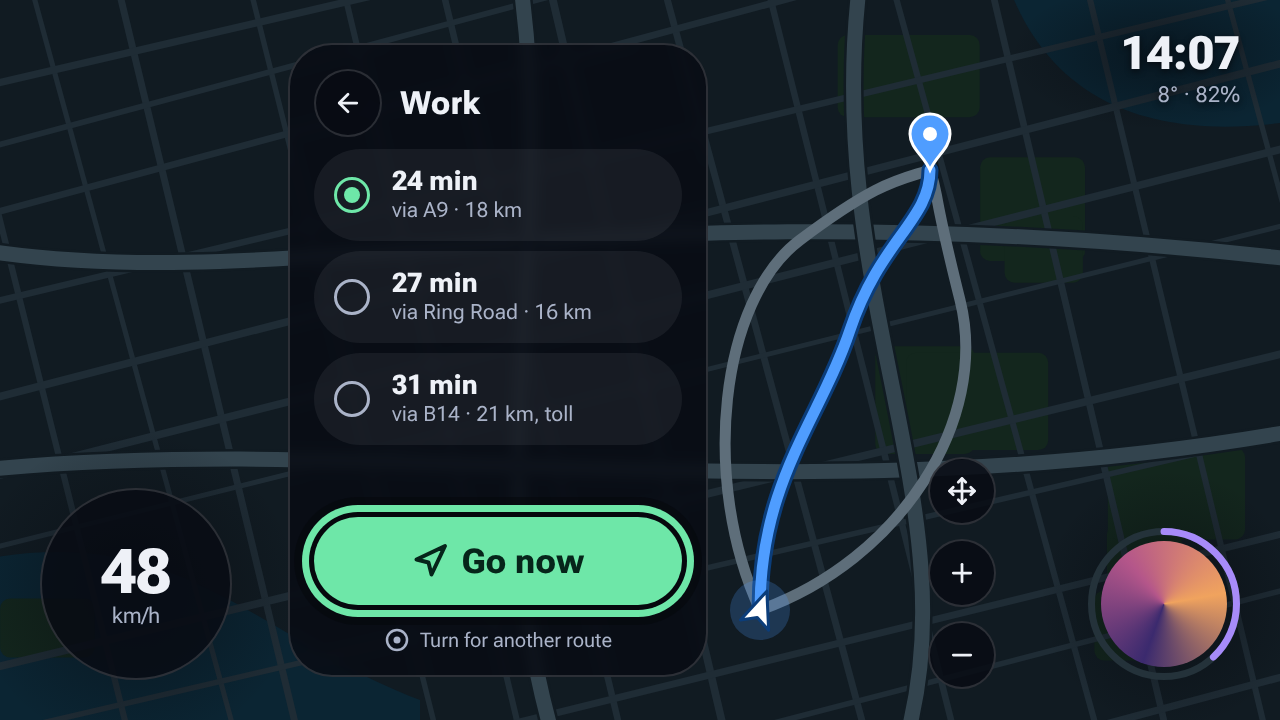 Work
24 min
via A9 · 18 km
27 min
via Ring Road · 16 km
31 min
via B14 · 21 km, toll
Go now
Turn for another route
48
km/h
14:07
8° · 82%